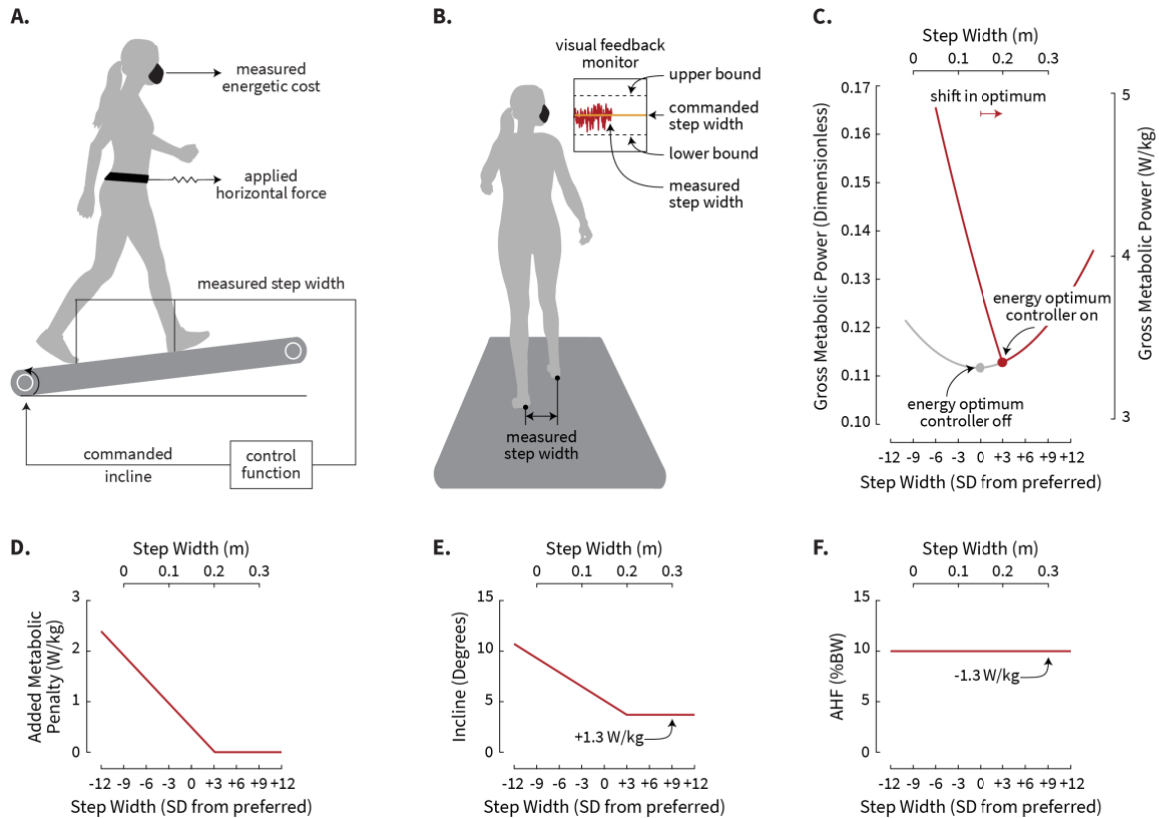 A.
measured
energetic cost
applied
horizontal force
measured step width
commanded
incline
control
function
B.
visual feedback
monitor
upper bound
commanded
step width
lower bound
measured
step width
measured
step width
C.
Step Width (m)
0 0.1 0.2 0.3
shift in optimum
Gross Metabolic Power (Dimensionless)
0.17
0.16
0.15
0.14
0.13
0.12
0.11
0.10
5
4
3
Gross Metabolic Power (W/kg)
energy optimum
controller on
energy optimum
controller off
-12 -9 -6 -3 0 +3 +6 +9 +12
Step Width (SD from preferred)
D.
Step Width (m)
0 0.1 0.2 0.3
Added Metabolic
Penalty (W/kg)
3
2
1
0
-12 -9 -6 -3 0 +3 +6 +9 +12
Step Width (SD from preferred)
E.
Step Width (m)
0 0.1 0.2 0.3
Incline (Degrees)
15
10
5
0
+1.3 W/kg
-12 -9 -6 -3 0 +3 +6 +9 +12
Step Width (SD from preferred)
F.
Step Width (m)
0 0.1 0.2 0.3
AHF (%BW)
15
10
5
0
-1.3 W/kg
-12 -9 -6 -3 0 +3 +6 +9 +12
Step Width (SD from preferred)